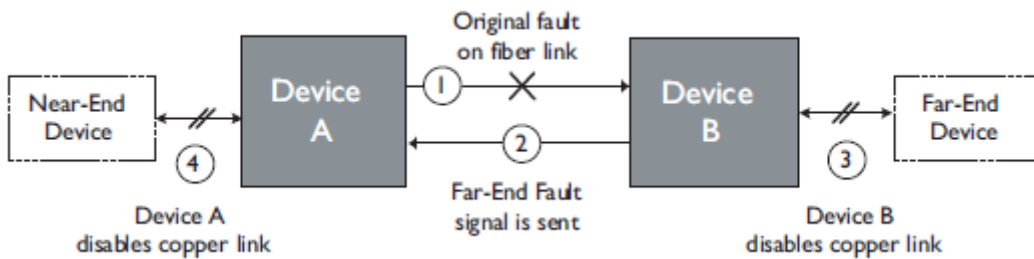 Original fault
on fiber link
Near-End
Device
Device
A
1
Device
B
Far-End
Device
2
4
3
Far-End Fault
signal is sent
Device A
disables copper link
Device B
disables copper link